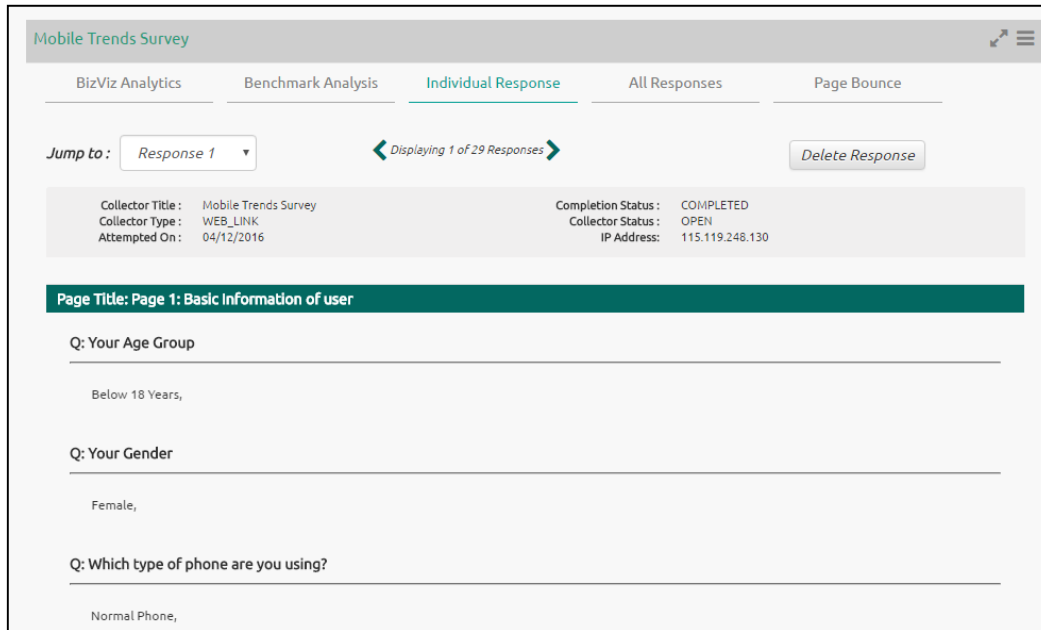 Mobile Trends Survey
BizViz Analytics Benchmark Analysis Individual Response All Responses Page Bounce
Jump to : Response 1 Displaying 1 of 29 Responses Delete Response
Collector Title : Mobile Trends Survey Completion Status : COMPLETED
Collector Type : WEB_LINK Collector Status : OPEN
Attempted On : 04/12/2016 IP Address: 115.119.248.130
Page Title: Page 1: Basic Information of user
Q: Your Age Group
Below 18 Years,
Q: Your Gender
Female,
Q: Which type of phone are you using?
Normal Phone,